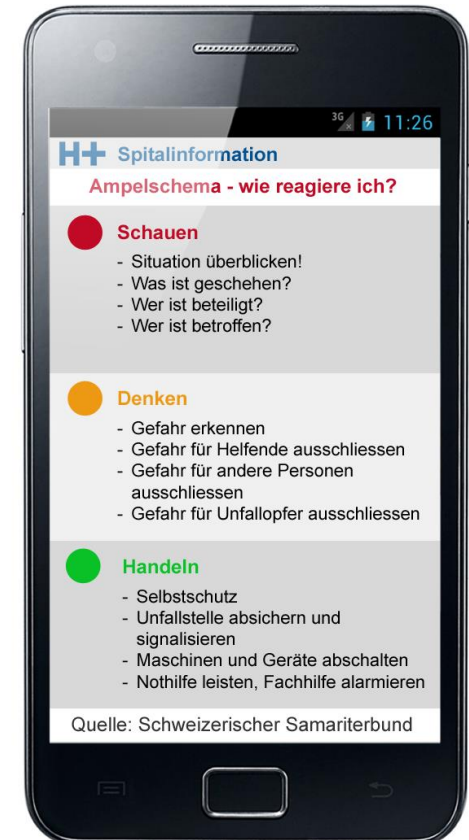 3G 11:26
H+ Spitalinformation
Ampelschema - wie reagiere ich?
Schauen
- Situation überblicken!
- Was ist geschehen?
- Wer ist beteiligt?
- Wer ist betroffen?
Denken
- Gefahr erkennen
- Gefahr für Helfende ausschliessen
- Gefahr für andere Personen
ausschliessen
- Gefahr für Unfallopfer ausschliessen
Handeln
- Selbstschutz
- Unfallstelle absichern und
signalisieren
- Maschinen und Geräte abschalten
- Nothilfe leisten, Fachhilfe alarmieren
Quelle: Schweizerischer Samariterbund